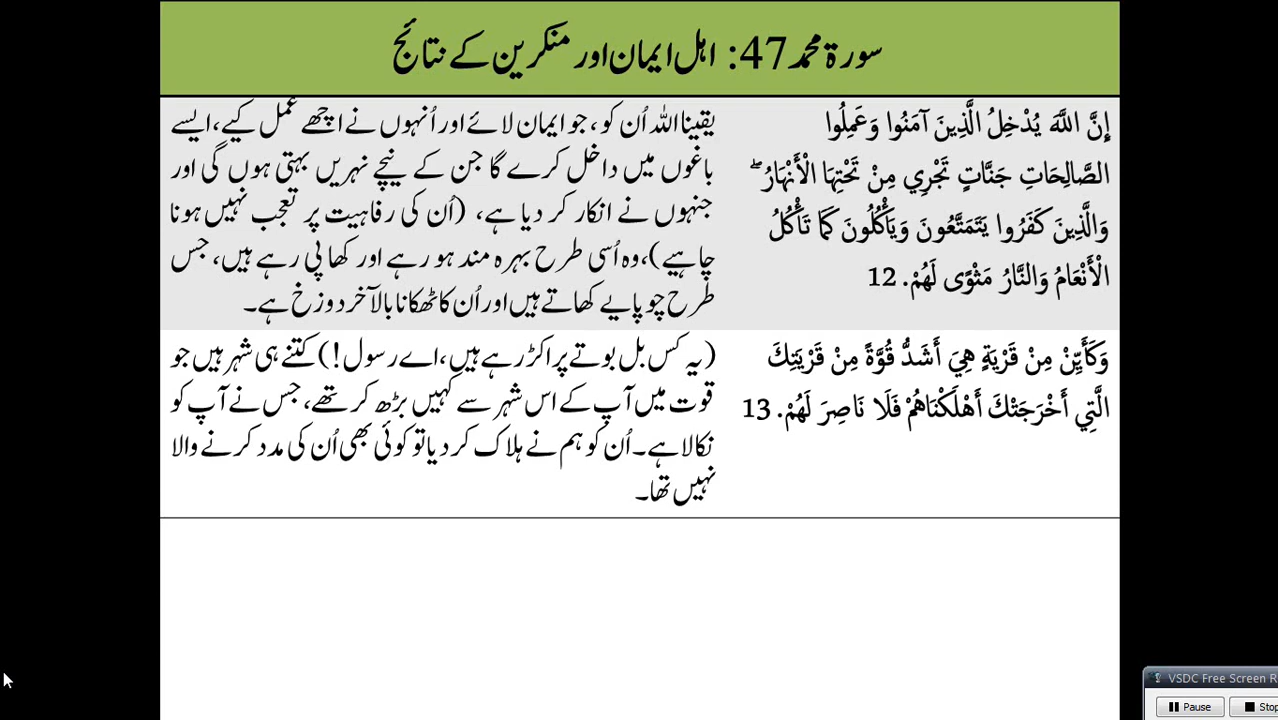 سورۃ محمد 47: اہل ایمان اور منکرین کے نتائج
إِنَّ اللَّهَ يُدْخِلُ الَّذِينَ آمَنُوا وَعَمِلُوا
الصَّالِحَاتِ جَنَّاتٍ تَجْرِي مِنْ تَحْتِهَا الْأَنْهَارُ ۖ
وَالَّذِينَ كَفَرُوا يَتَمَتَّعُونَ وَيَأْكُلُونَ كَمَا تَأْكُلُ
الْأَنْعَامُ وَالنَّارُ مَثْوًى لَهُمْ. 12
یقینا اللہ اُن کو، جو ایمان لائے اور اُنہوں نے اچھے عمل کیے، ایسے
باغوں میں داخل کرے گا جن کے نیچے نہریں بہتی ہوں گی اور
جنہوں نے انکار کر دیا ہے، (اُن کی رفاہیت پر تعجب نہیں ہونا
چاہیے)، وہ اُسی طرح بہرہ مند ہو رہے اور کھا پی رہے ہیں، جس
طرح چوپایے کھاتے ہیں اور اُن کا ٹھکانا بالآخر دوزخ ہے۔
وَكَأَيِّنْ مِنْ قَرْيَةٍ هِيَ أَشَدُّ قُوَّةً مِنْ قَرْيَتِكَ
الَّتِي أَخْرَجَتْكَ أَهْلَكْنَاهُمْ فَلَا نَاصِرَ لَهُمْ. 13
(یہ کس بل بوتے پر اکڑ رہے ہیں، اے رسول!) کتنے ہی شہر ہیں جو
قوت میں آپ کے اس شہر سے کہیں بڑھ کر تھے، جس نے آپ کو
نکالا ہے۔ اُن کو ہم نے ہلاک کر دیا تو کوئی بھی اُن کی مدد کرنے والا
نہیں تھا۔
VSDC Free Screen R
Pause
Stop